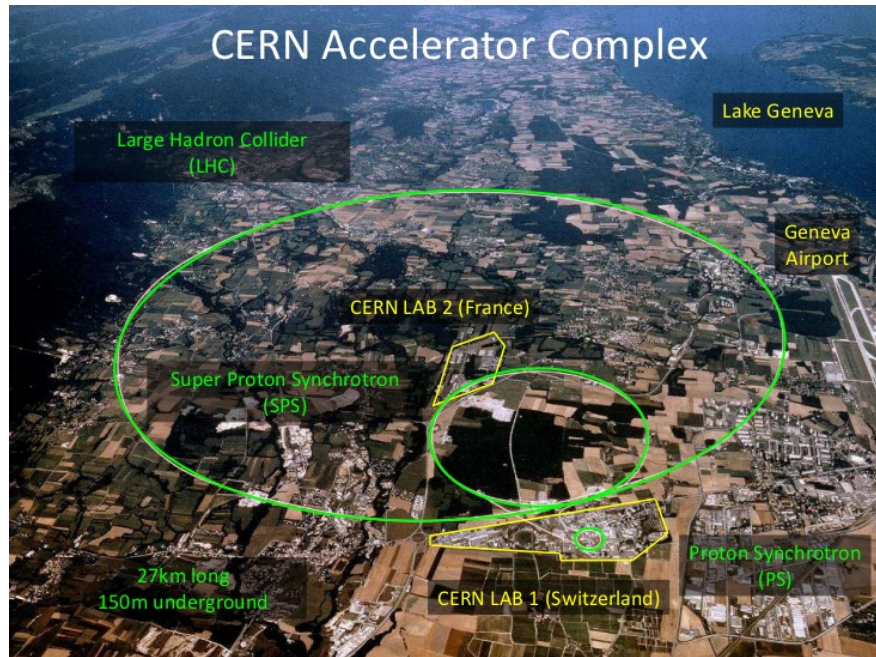 CERN Accelerator Complex
Lake Geneva
Large Hadron Collider
(LHC)
Geneva
Airport
CERN LAB 2 (France)
Super Proton Synchrotron
(SPS)
Proton Synchrotron
(PS)
27km long
150m underground
CERN LAB 1 (Switzerland)